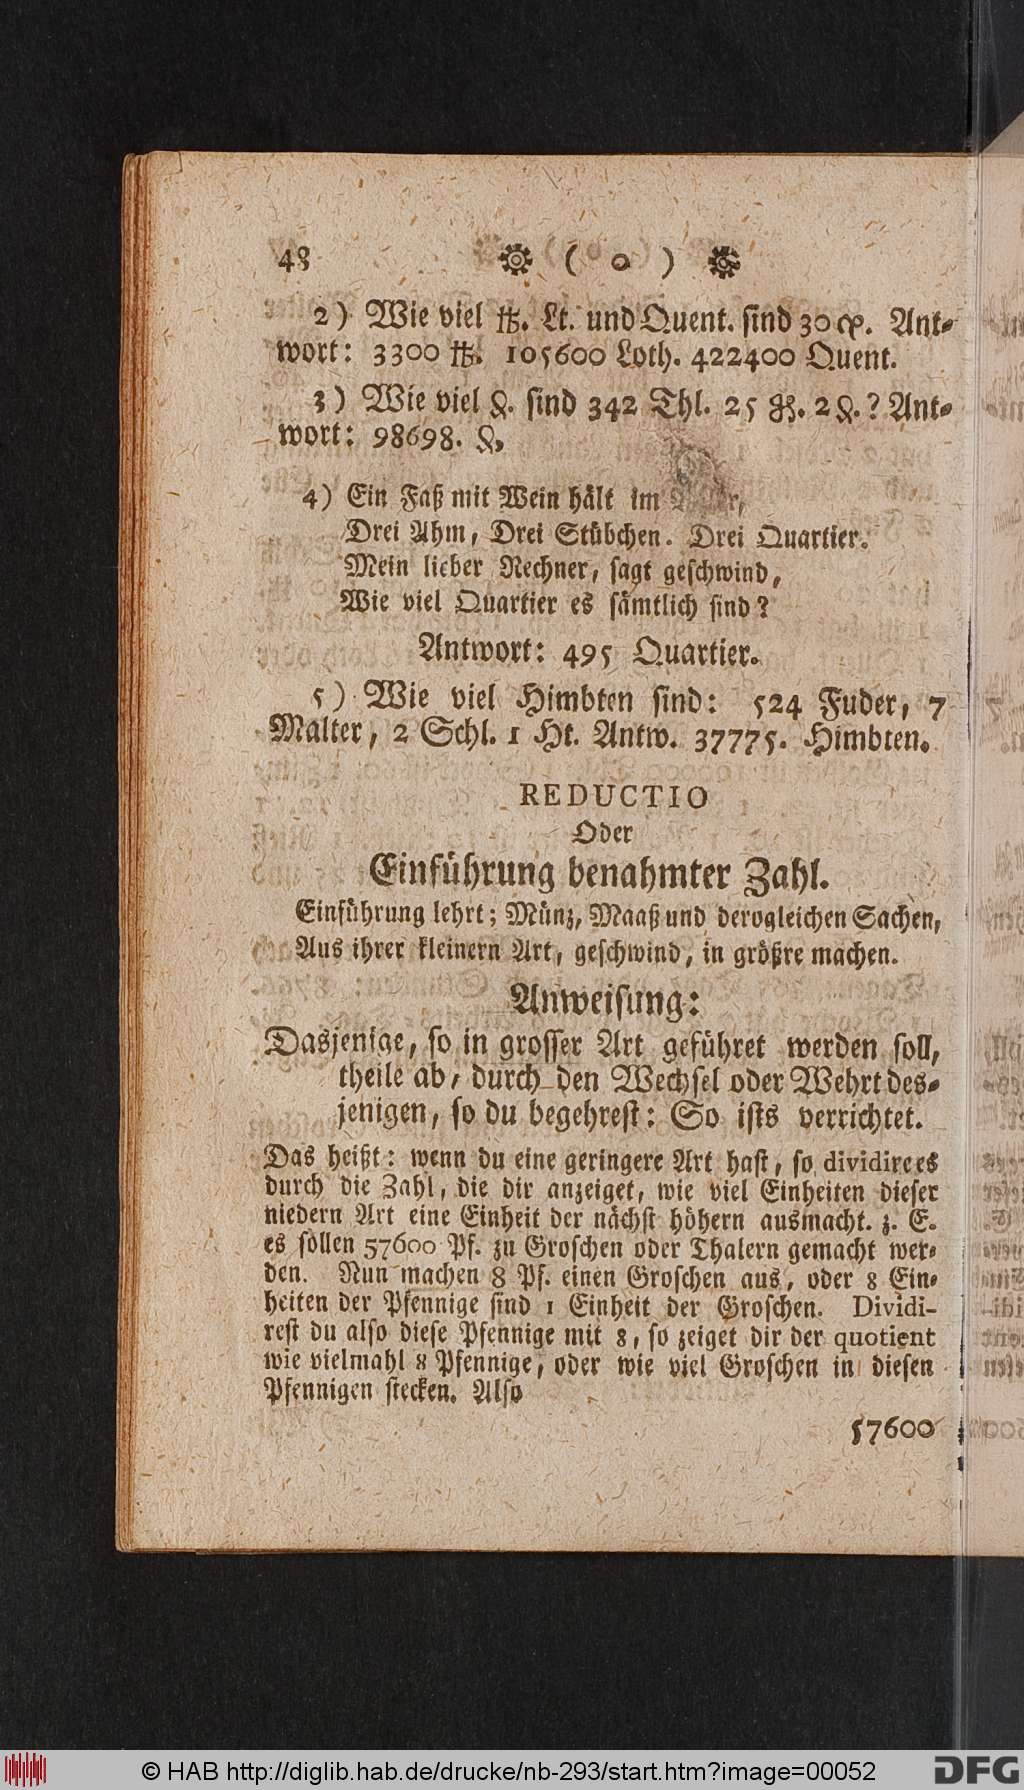 48 ( o )
2) Wie viel ℔. Lt. und Quent. sind 30 ꝯ. Ant-
wort: 3300 ℔. 105600 Loth. 422400 Quent.
3) Wie viel ₰. sind 342 Thl. 25 gl. 2 ₰.? Ant-
wort: 98698. ₰,
4) Ein Faß mit Wein hält im
Drei Ahm, Drei Stübchen. Drei Quartier.
Mein lieber Rechner, sagt geschwind,
Wie viel Quartier es sämtlich sind?
Antwort: 495 Quartier.
5) Wie viel Himbten sind: 524 Fuder, 7
Malter, 2 Schl. 1 Ht. Antw. 37775. Himbten.
REDUCTIO
Oder
Einführung benahmter Zahl.
Einführung lehrt; Münz, Maaß und derogleichen Sachen,
Aus ihrer kleinern Art, geschwind, in größre machen.
Anweisung:
Dasjenige, so in grosser Art geführet werden soll,
theile ab, durch den Wechsel oder Wehrt des-
jenigen, so du begehrest: So ists verrichtet.
Das heißt: wenn du eine geringere Art hast, so dividire es
durch die Zahl, die dir anzeiget, wie viel Einheiten dieser
niedern Art eine Einheit der nächst höhern ausmacht. z. E.
es sollen 57600 Pf. zu Groschen oder Thalern gemacht wer-
den. Nun machen 8 Pf. einen Groschen aus, oder 8 Ein-
heiten der Pfennige sind 1 Einheit der Groschen. Dividi-
rest du also diese Pfennige mit 8, so zeiget dir der quotient
wie vielmahl 8 Pfennige, oder wie viel Groschen in diesen
Pfennigen stecken. Also
57600
© HAB http://diglib.hab.de/drucke/nb-293/start.htm?image=00052
DFG